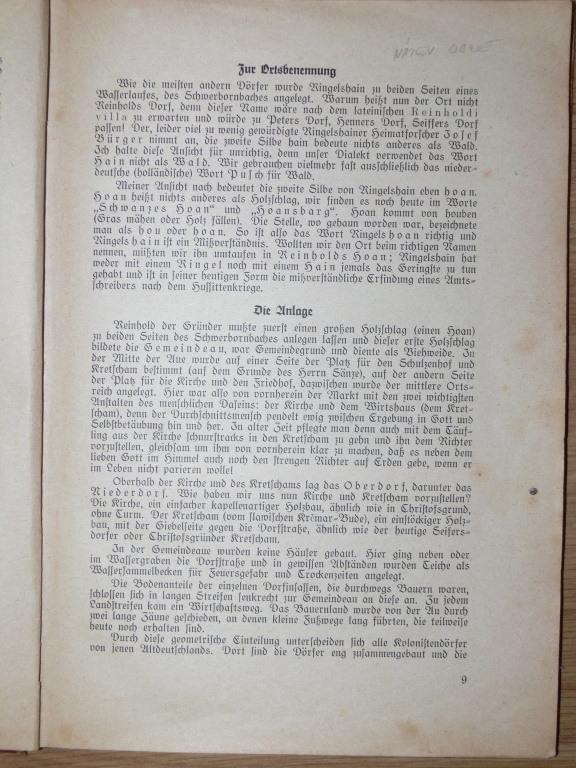 NÁZEV OBCE
Zur Ortsbenennung
Wie die meisten andern Dörfer wurde Ringelshain zu beiden Seiten eines
Wasserlaufes, des Schwerbornbaches angelegt. Warum heißt nun der Ort nicht
Reinholds Dorf, denn dieser Name wäre nach dem lateinischen Reinholdi
villa zu erwarten und würde zu Peters Dorf, Henners Dorf, Seiffers Dorf
passen! Der, leider viel zu wenig gewürdigte Ringelshainer Heimatforscher Josef
Bürger nimmt an, die zweite Silbe hain bedeute nichts anderes als Wald.
Ich halte diese Ansicht für unrichtig, denn unser Dialekt verwendet das Wort
Hain nicht als Wald. Wir gebrauchen vielmehr fast ausschließlich das nieder-
deutsche (holländische) Wort Pusch für Wald.
Meiner Ansicht nach bedeutet die zweite Silbe von Ringelshain eben hoan.
Hoan heißt nichts anderes als Holzschlag, wir finden es noch heute im Worte
„Schwanzes Hoan" und „Hoansbarg". Hoan kommt von houben
(Gras mähen oder Holz fällen). Die Stelle, wo gehaun worden war, bezeichnete
man als hou oder hoan. So ist also das Wort Ringelshoan richtig und
Ringelshain ist ein Mißverständnis. Wollten wir den Ort beim richtigen Namen
nennen, müßten wir ihn umtaufen in Reinholds Hoan; Ringelshain hat
weder mit einem Ringel noch mit einem Hain jemals das Geringste zu tun
gehabt und ist in seiner heutigen Form die mißverständliche Erfindung eines Amts-
schreibers nach dem Hussittenkriege.
Die Anlage
Reinhold der Gründer mußte zuerst einen großen Holzschlag (einen Hoan)
zu beiden Seiten des Schwerbornbaches anlegen lassen und dieser erste Holzschlag
bildete die Gemeindeau, war Gemeindegrund und diente als Viehweide. In
der Mitte der Aue wurde auf einer Seite der Platz für den Schulzenhof und
Kretscham bestimmt (auf dem Grunde des Herrn Sänze), auf der andern Seite
der Platz für die Kirche und den Friedhof, dazwischen wurde der mittlere Orts-
reich angelegt. Hier war also von vornherein der Markt mit den zwei wichtigsten
Anstalten des menschlichen Daseins: der Kirche und dem Wirtshaus (dem Kret-
scham), denn der Durchschnittsmensch pendelt ewig zwischen Ergebung in Gott und
Selbstbetäubung hin und her. In alter Zeit pflegte man denn auch mit dem Täuf-
ling aus der Kirche schnurstracks in den Kretscham zu gehn und ihn dem Richter
vorzustellen, gleichsam um ihm von vornherein klar zu machen, daß es neben dem
lieben Gott im Himmel auch noch den strengen Richter auf Erden gebe, wenn er
im Leben nicht parieren wolle!
Oberhalb der Kirche und des Kretschams lag das Oberdorf, darunter das
Niederdorf. Wie haben wir uns nun Kirche und Kretscham vorzustellen?
Die Kirche, ein einfacher kapellenartiger Holzbau, ähnlich wie in Christofsgrund,
ohne Turm. Der Kretscham (vom slawischen Krčmar-Bude), ein einstöckiger Holz-
bau, mit der Giebelseite gegen die Dorfstraße, ähnlich wie der heutige Seifers-
dorfer oder Christofsgründer Kretscham.
In der Gemeindeaue wurden keine Häuser gebaut. Hier ging neben oder
im Wassergraben die Dorfstraße und in gewissen Abständen wurden Teiche als
Wassersammelbecken für Feuersgefahr und Trockenzeiten angelegt.
Die Bodenanteile der einzelnen Dorfinsassen, die durchwegs Bauern waren,
schlossen sich in langen Streifen senkrecht zur Gemeindeau an diese an. Zu jedem
Landstreifen kam ein Wirtschaftsweg. Das Bauernland wurde von der Au durch
zwei lange Zäune geschieden, an denen kleine Fußwege lang führten, die teilweise
heute noch erhalten sind.
Durch diese geometrische Einteilung unterscheiden sich alle Kolonistendörfer
von jenen Altdeutschlands. Dort sind die Dörfer eng zusammengebaut und die
9